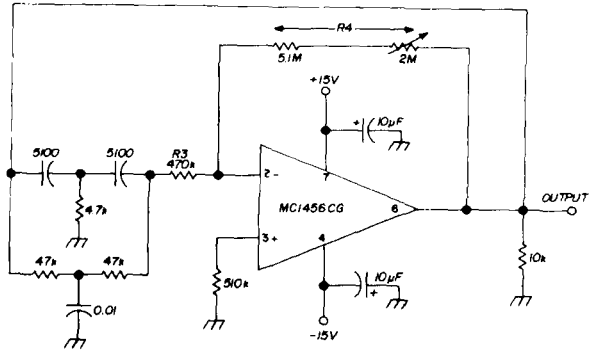 R4
5.1M
2M
+15V
+
10µF
5100
5100
R3
470k
2-
7
MC1456CG
6
OUTPUT
4.7k
3+
4
47k
47k
510k
10µF
+
10k
0.01
-15V